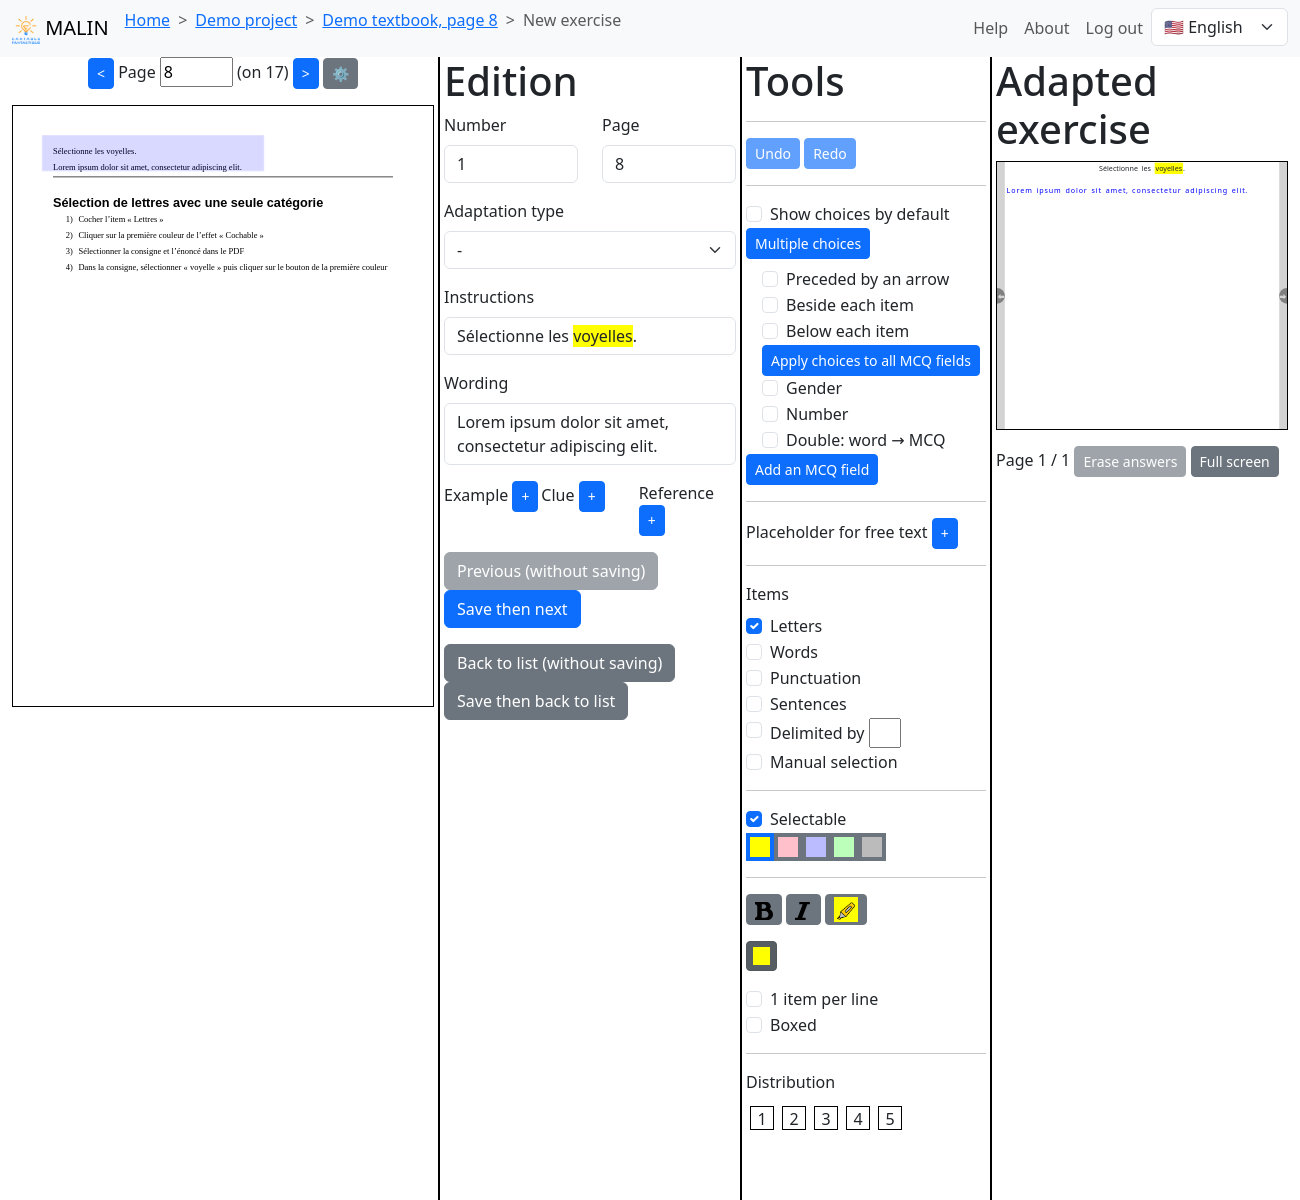 MALIN
Home > Demo project > Demo textbook, page 8 > New exercise
Help About Log out 🇺🇸 English
< Page 8 (on 17) > ⚙️
Sélectionne les voyelles.
Lorem ipsum dolor sit amet, consectetur adipiscing elit.
Sélection de lettres avec une seule catégorie
1) Cocher l’item « Lettres »
2) Cliquer sur la première couleur de l’effet « Cochable »
3) Sélectionner la consigne et l’énoncé dans le PDF
4) Dans la consigne, sélectionner « voyelle » puis cliquer sur le bouton de la première couleur
Edition
Number Page
1 8
Adaptation type
-
Instructions
Sélectionne les voyelles.
Wording
Lorem ipsum dolor sit amet,
consectetur adipiscing elit.
Example + Clue + Reference
+
Previous (without saving)
Save then next
Back to list (without saving)
Save then back to list
Tools
Undo Redo
Show choices by default
Multiple choices
Preceded by an arrow
Beside each item
Below each item
Apply choices to all MCQ fields
Gender
Number
Double: word → MCQ
Add an MCQ field
Placeholder for free text +
Items
Letters
Words
Punctuation
Sentences
Delimited by
Manual selection
Selectable
B I
1 item per line
Boxed
Distribution
1 2 3 4 5
Adapted
exercise
Sélectionne les voyelles.
Lorem ipsum dolor sit amet, consectetur adipiscing elit.
Page 1 / 1 Erase answers Full screen